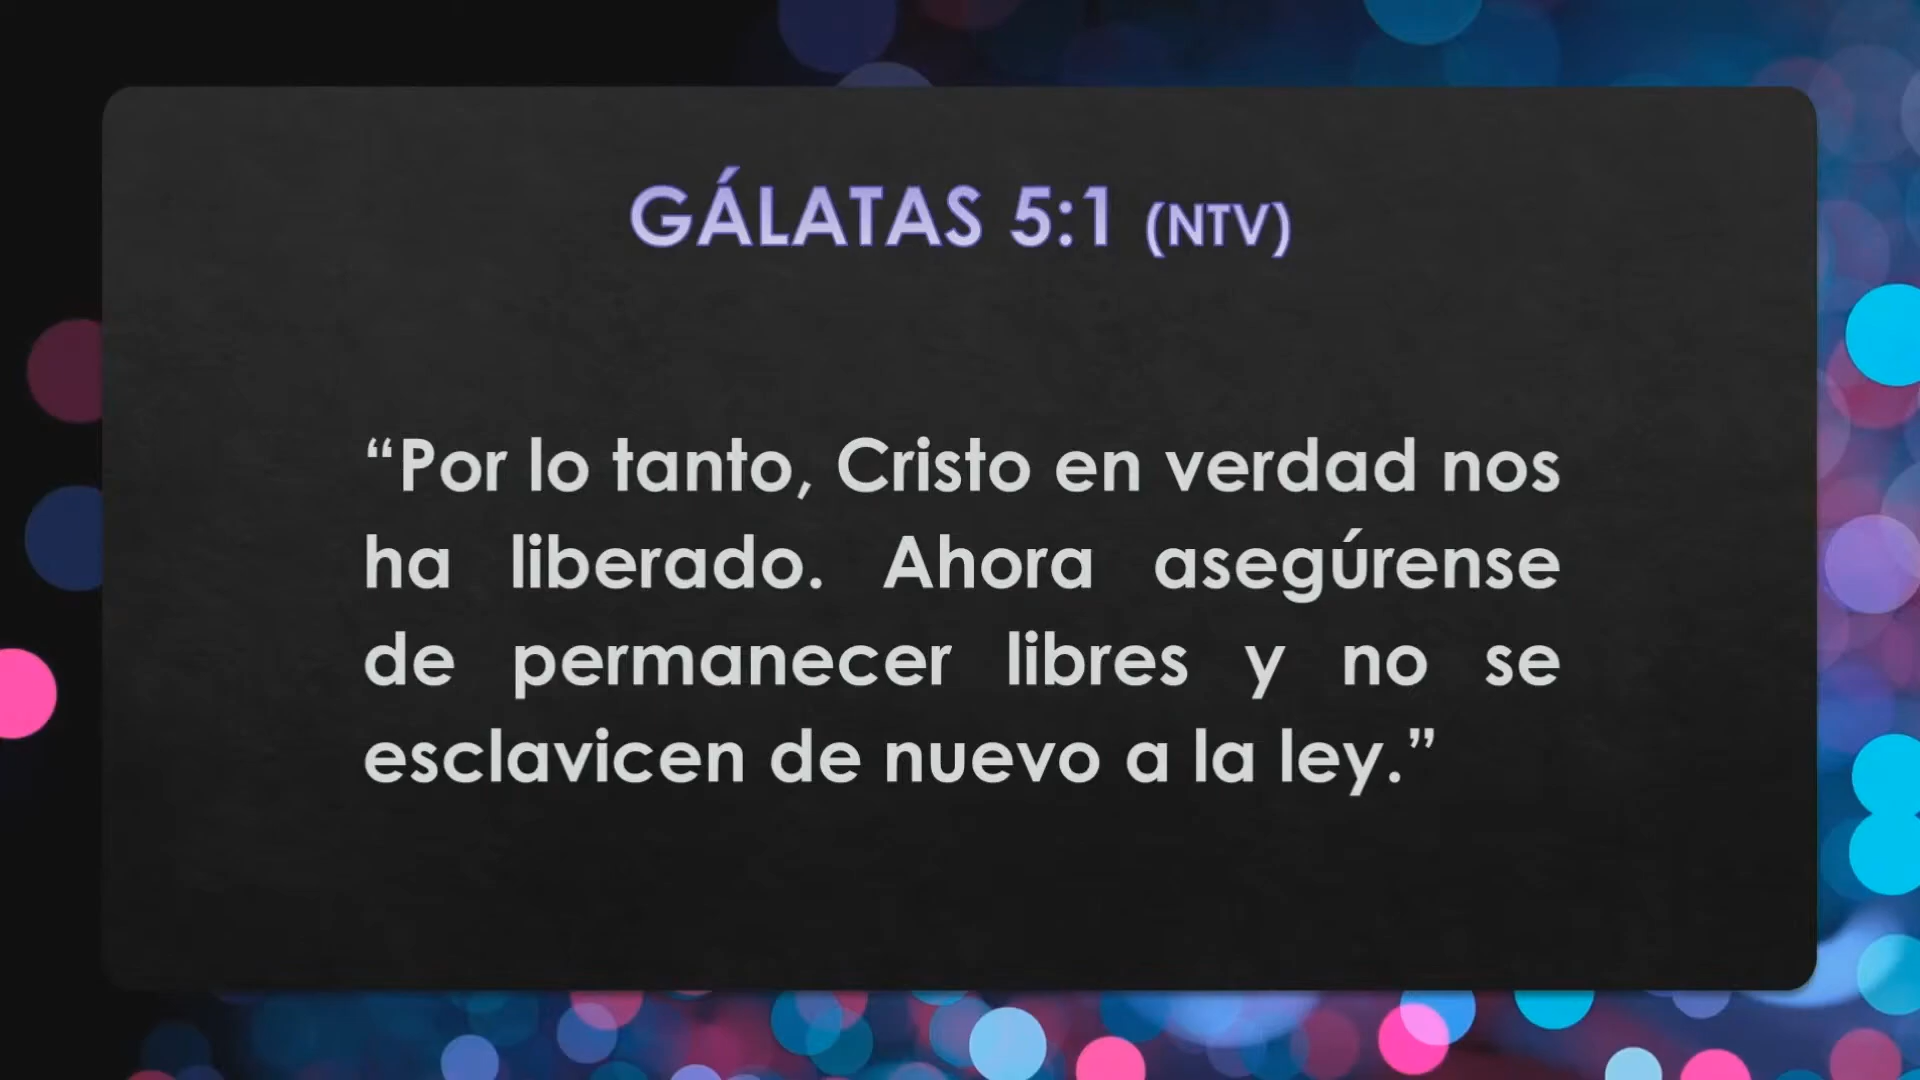 GÁLATAS 5:1 (NTV)
“Por lo tanto, Cristo en verdad nos
ha liberado. Ahora asegúrense
de permanecer libres y no se
esclavicen de nuevo a la ley.”